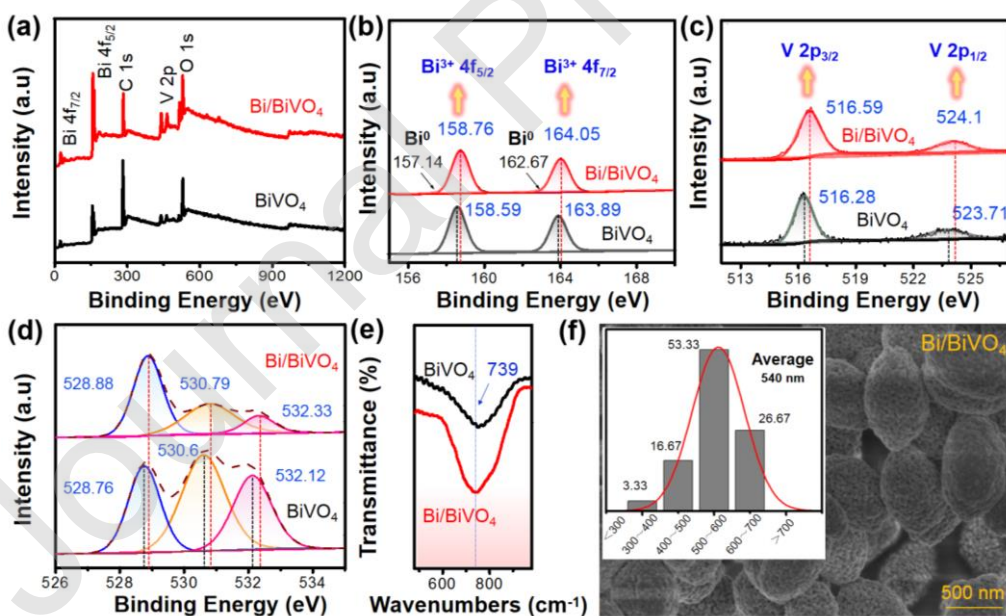 Journal Pr
(a)
Intensity (a.u)
Bi 4f7/2
Bi 4f5/2
C 1s
V 2p
O 1s
Bi/BiVO4
BiVO4
0 300 600 900 1200
Binding Energy (eV)
(b)
Intensity (a.u)
Bi³⁺ 4f5/2
Bi³⁺ 4f7/2
158.76
164.05
Bi⁰
157.14
Bi⁰
162.67
Bi/BiVO4
158.59
163.89
BiVO4
156 160 164 168
Binding Energy (eV)
(c)
Intensity (a.u)
V 2p3/2
V 2p1/2
516.59
524.1
Bi/BiVO4
516.28
523.71
BiVO4
513 516 519 522 525
Binding Energy (eV)
(d)
Intensity (a.u)
Bi/BiVO4
528.88
530.79
532.33
530.6
528.76
532.12
BiVO4
526 528 530 532 534
Binding Energy (eV)
(e)
Transmittance (%)
BiVO4
739
Bi/BiVO4
600 800
Wavenumbers (cm⁻¹)
(f)
Bi/BiVO4
53.33
Average
540 nm
26.67
16.67
3.33
<300
300~400
400~500
500~600
600~700
>700
500 nm